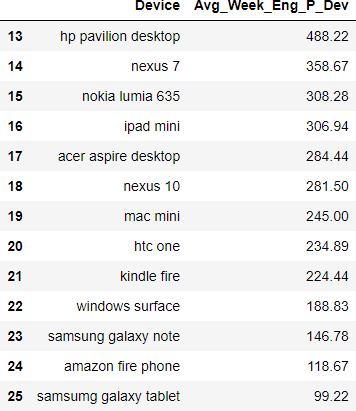 Device Avg_Week_Eng_P_Dev
13 hp pavilion desktop 488.22
14 nexus 7 358.67
15 nokia lumia 635 308.28
16 ipad mini 306.94
17 acer aspire desktop 284.44
18 nexus 10 281.50
19 mac mini 245.00
20 htc one 234.89
21 kindle fire 224.44
22 windows surface 188.83
23 samsung galaxy note 146.78
24 amazon fire phone 118.67
25 samsumg galaxy tablet 99.22